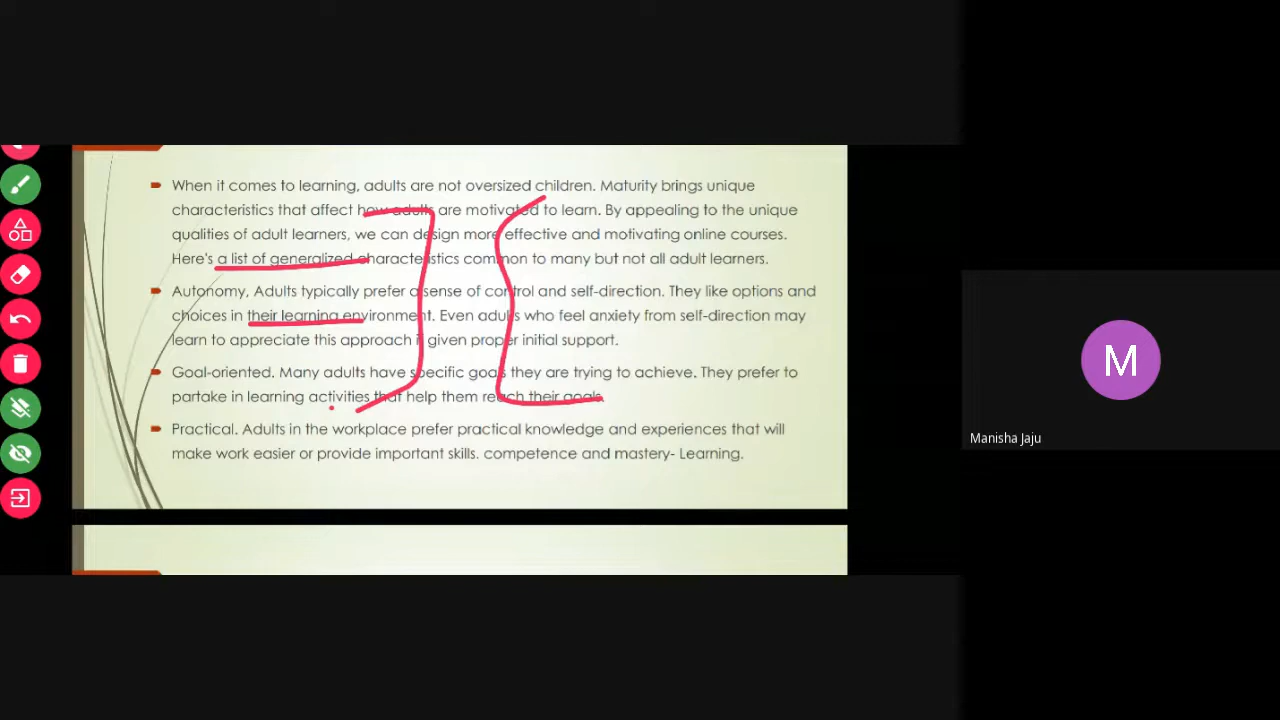 When it comes to learning, adults are not oversized children. Maturity brings unique
characteristics that affect how adults are motivated to learn. By appealing to the unique
qualities of adult learners, we can design more effective and motivating online courses.
Here's a list of generalized characteristics common to many but not all adult learners.
Autonomy. Adults typically prefer a sense of control and self-direction. They like options and
choices in their learning environment. Even adults who feel anxiety from self-direction may
learn to appreciate this approach if given proper initial support.
Goal-oriented. Many adults have specific goals they are trying to achieve. They prefer to
partake in learning activities that help them reach their goals.
Practical. Adults in the workplace prefer practical knowledge and experiences that will
make work easier or provide important skills. competence and mastery- Learning.
M
Manisha Jaju